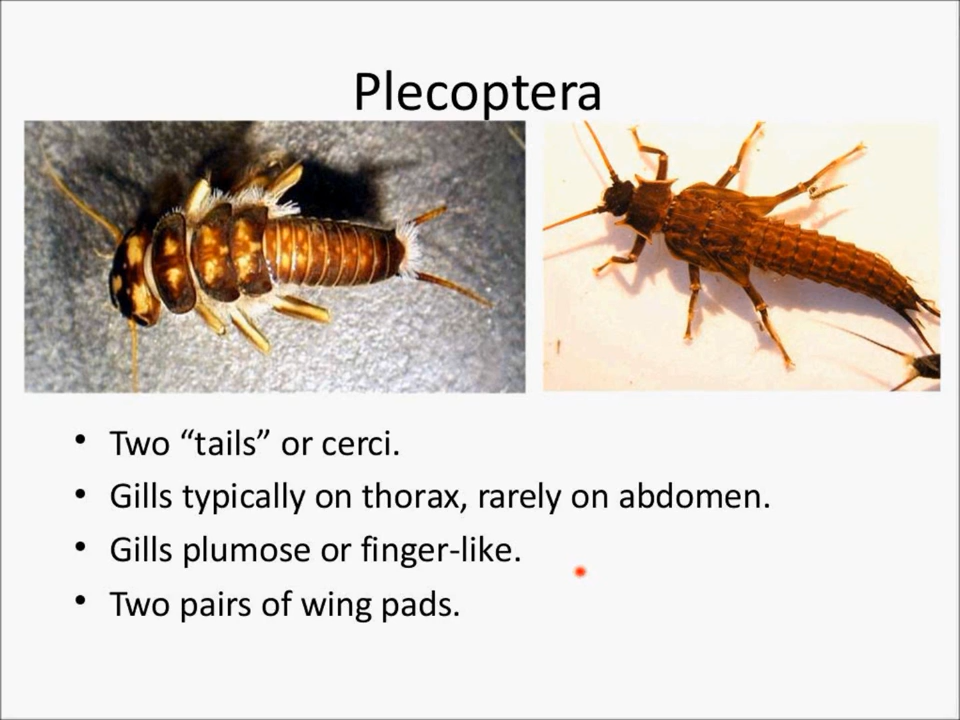 Plecoptera
• Two “tails” or cerci.
• Gills typically on thorax, rarely on abdomen.
• Gills plumose or finger-like.
• Two pairs of wing pads.